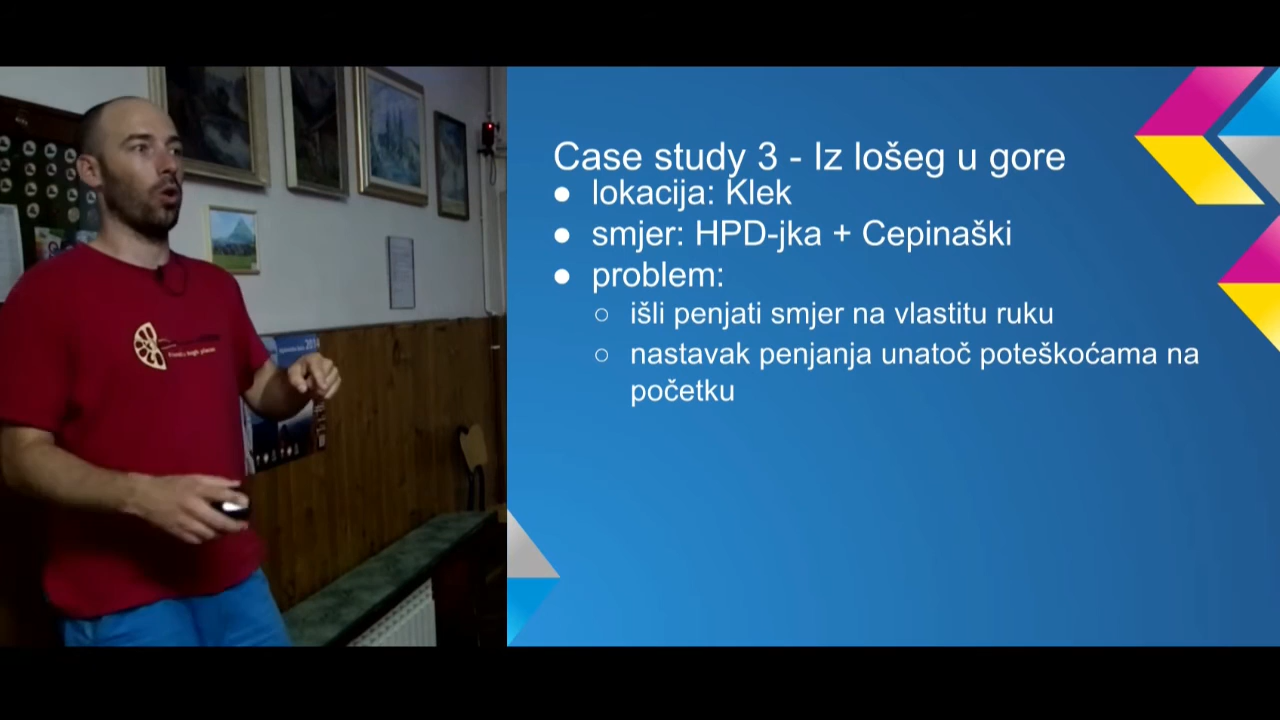 Case study 3 - Iz lošeg u gore
● lokacija: Klek
● smjer: HPD-jka + Cepinaški
● problem:
○ išli penjati smjer na vlastitu ruku
○ nastavak penjanja unatoč poteškoćama na
početku